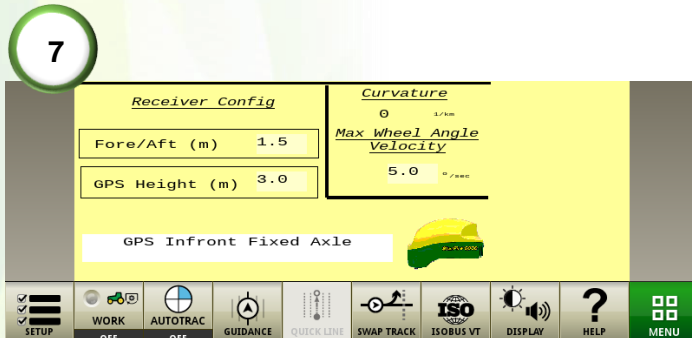 7
Receiver Config
Fore/Aft (m) 1.5
GPS Height (m) 3.0
GPS Infront Fixed Axle
Curvature
0 1/km
Max Wheel Angle
Velocity
5.0 °/sec
SETUP
WORK
OFF
AUTOTRAC
OFF
GUIDANCE
QUICK LINE
SWAP TRACK
ISO
ISOBUS VT
DISPLAY
?
HELP
MENU